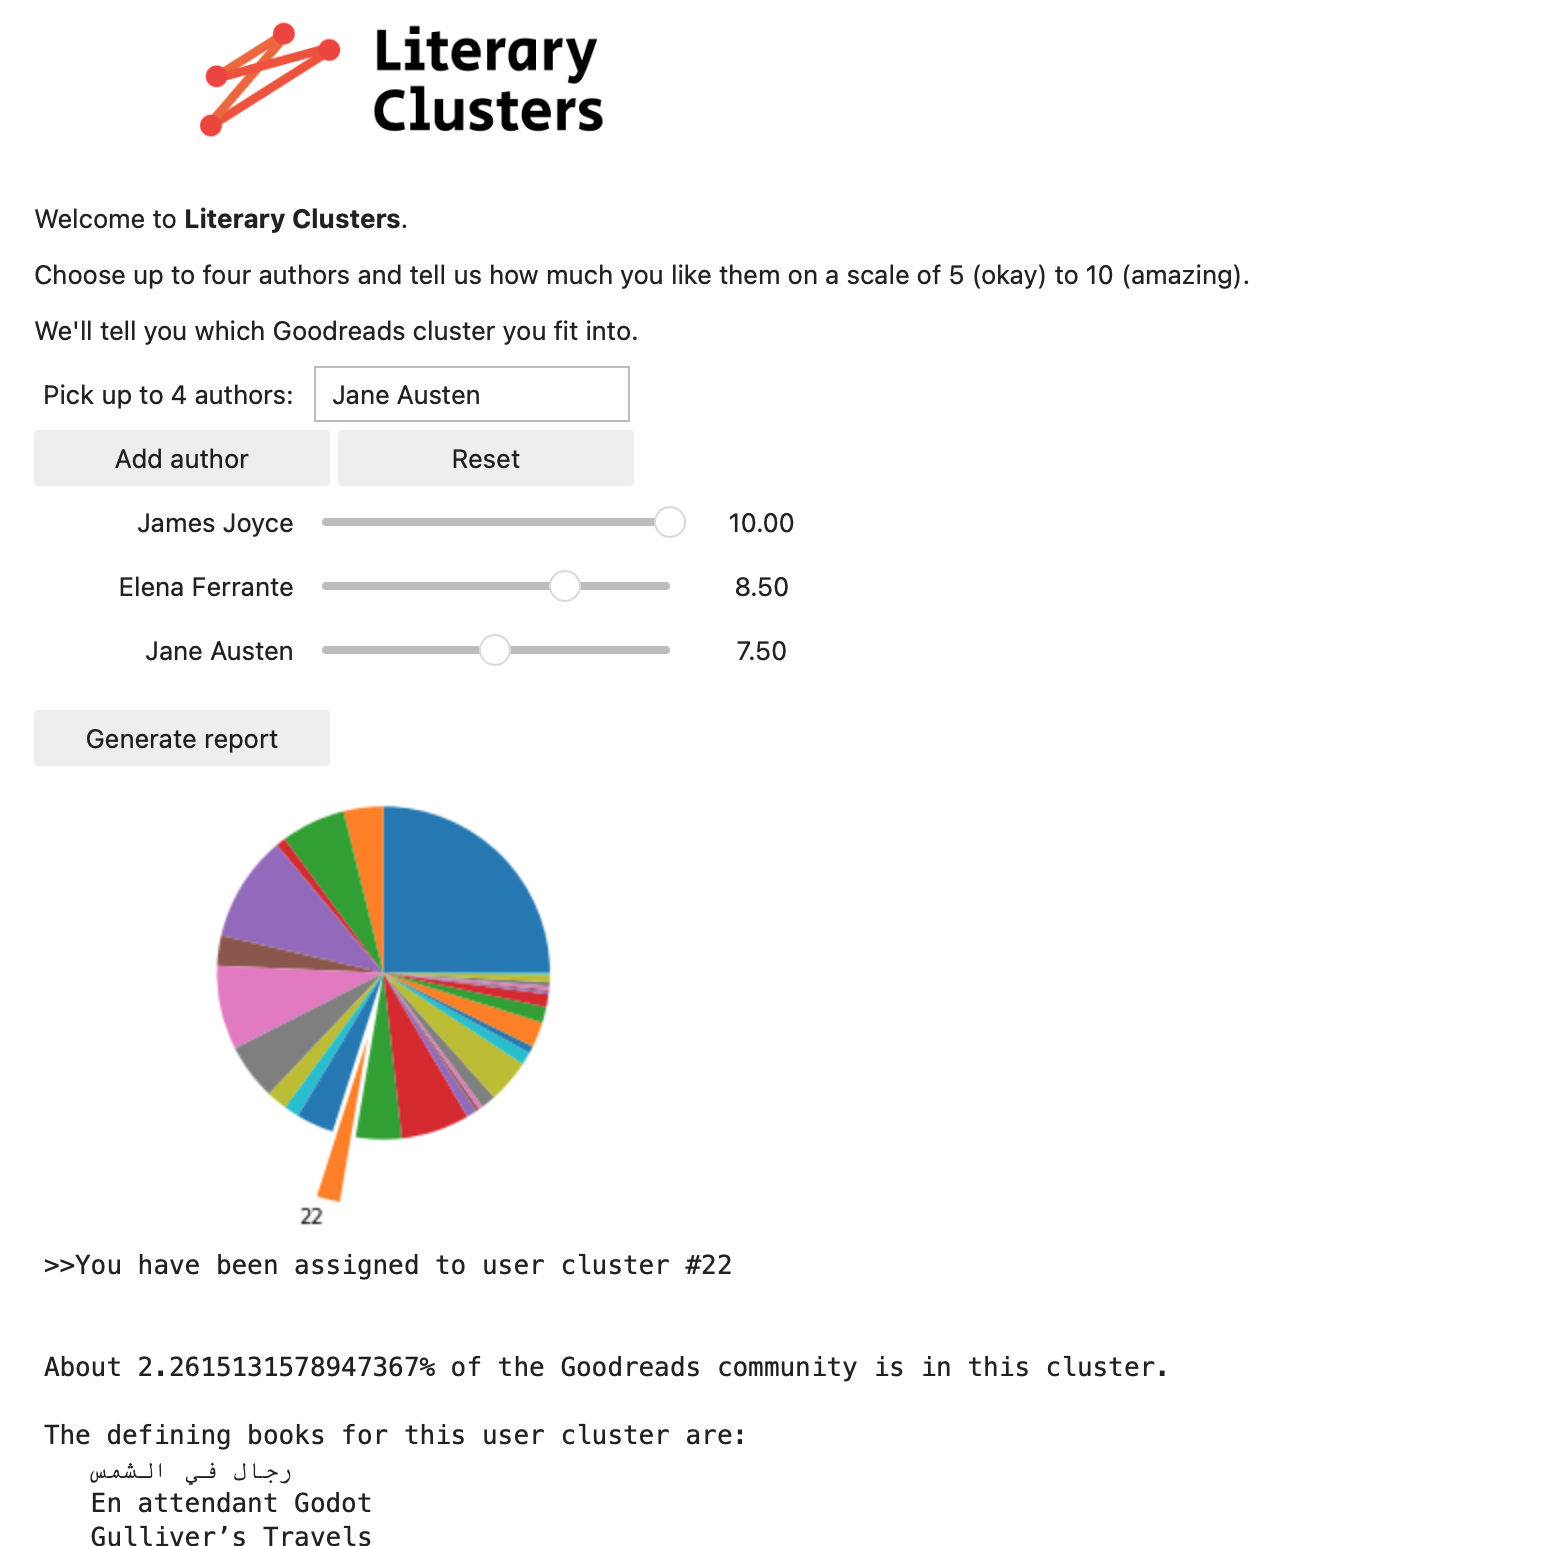 Literary
Clusters
Welcome to Literary Clusters.
Choose up to four authors and tell us how much you like them on a scale of 5 (okay) to 10 (amazing).
We'll tell you which Goodreads cluster you fit into.
Pick up to 4 authors: Jane Austen
Add author Reset
James Joyce 10.00
Elena Ferrante 8.50
Jane Austen 7.50
Generate report
22
>>You have been assigned to user cluster #22
About 2.2615131578947367% of the Goodreads community is in this cluster.
The defining books for this user cluster are:
رجال في الشمس
En attendant Godot
Gulliver’s Travels